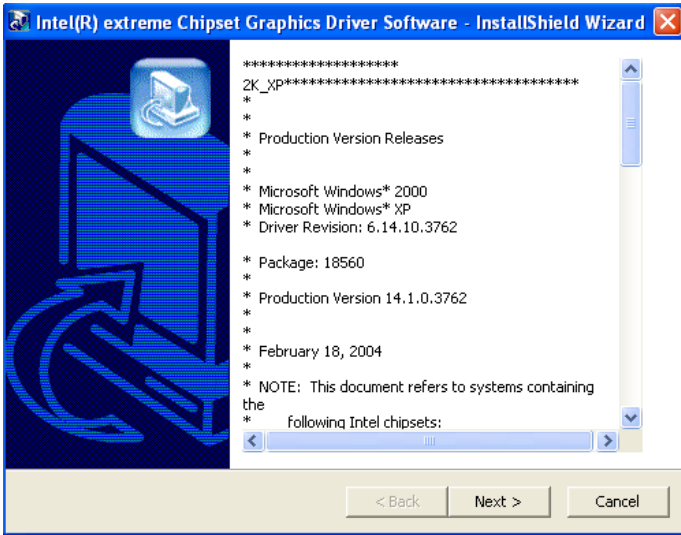 Intel(R) extreme Chipset Graphics Driver Software - InstallShield Wizard
*******************
2K_XP************************************
*
*
* Production Version Releases
*
*
* Microsoft Windows* 2000
* Microsoft Windows* XP
* Driver Revision: 6.14.10.3762
* Package: 18560
*
* Production Version 14.1.0.3762
*
*
* February 18, 2004
*
* NOTE: This document refers to systems containing
the
* following Intel chipsets:
< Back
Next >
Cancel